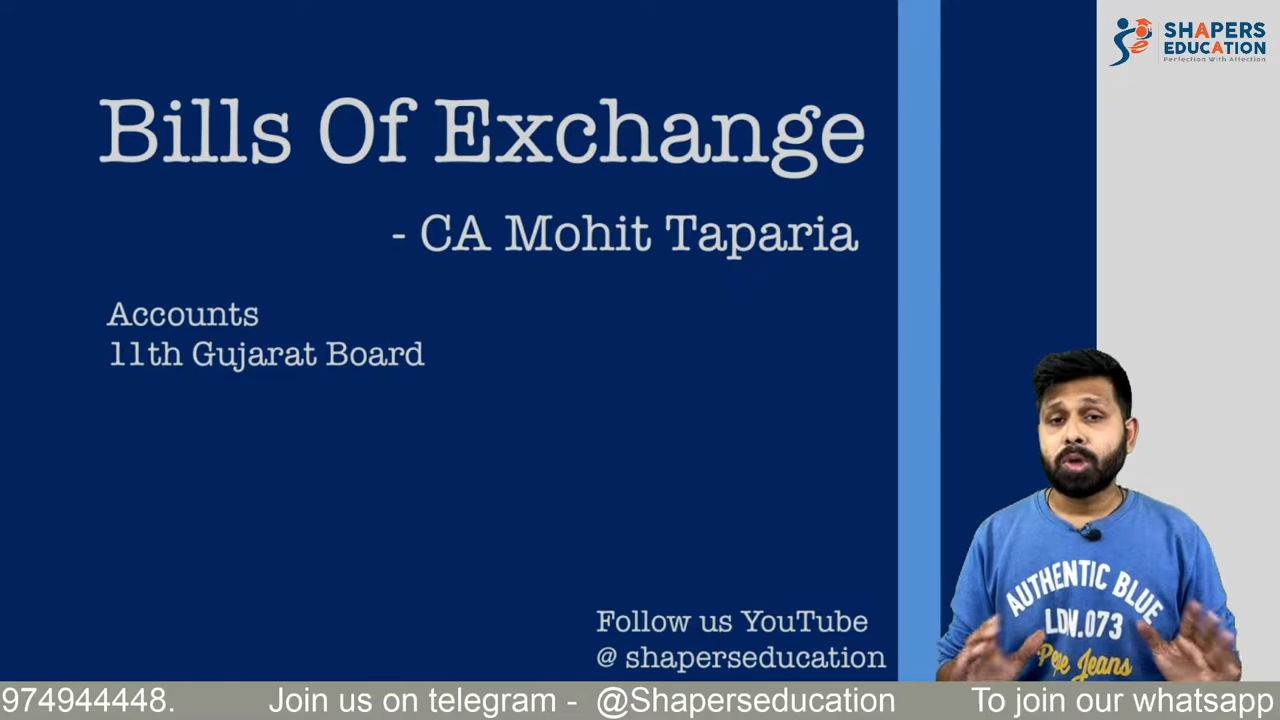 SHAPERS
EDUCATION
Perfection With Affection
Bills Of Exchange
- CA Mohit Taparia
Accounts
11th Gujarat Board
AUTHENTIC BLUE
LDN.073
Pepe Jeans
Follow us YouTube
@ shaperseducation
974944448. Join us on telegram - @Shaperseducation To join our whatsapp